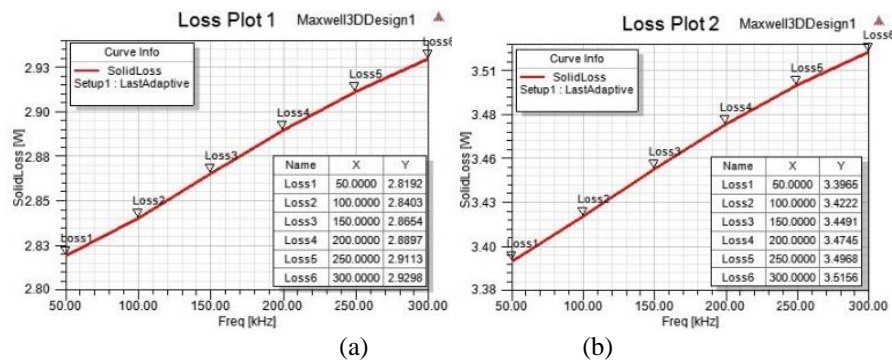 Loss Plot 1 Maxwell3DDesign1
Curve Info
SolidLoss
Setup1 : LastAdaptive
SolidLoss [W]
2.93
2.90
2.88
2.85
2.83
2.80
Loss1
Loss2
Loss3
Loss4
Loss5
Loss6
Name X Y
Loss1 50.0000 2.8192
Loss2 100.0000 2.8403
Loss3 150.0000 2.8654
Loss4 200.0000 2.8897
Loss5 250.0000 2.9113
Loss6 300.0000 2.9298
50.00 100.00 150.00 200.00 250.00 300.00
Freq [kHz]
(a)
Loss Plot 2 Maxwell3DDesign1
Curve Info
SolidLoss
Setup1 : LastAdaptive
SolidLoss [W]
3.51
3.48
3.46
3.43
3.40
3.38
Loss1
Loss2
Loss3
Loss4
Loss5
Loss6
Name X Y
Loss1 50.0000 3.3965
Loss2 100.0000 3.4222
Loss3 150.0000 3.4491
Loss4 200.0000 3.4745
Loss5 250.0000 3.4968
Loss6 300.0000 3.5156
50.00 100.00 150.00 200.00 250.00 300.00
Freq [kHz]
(b)